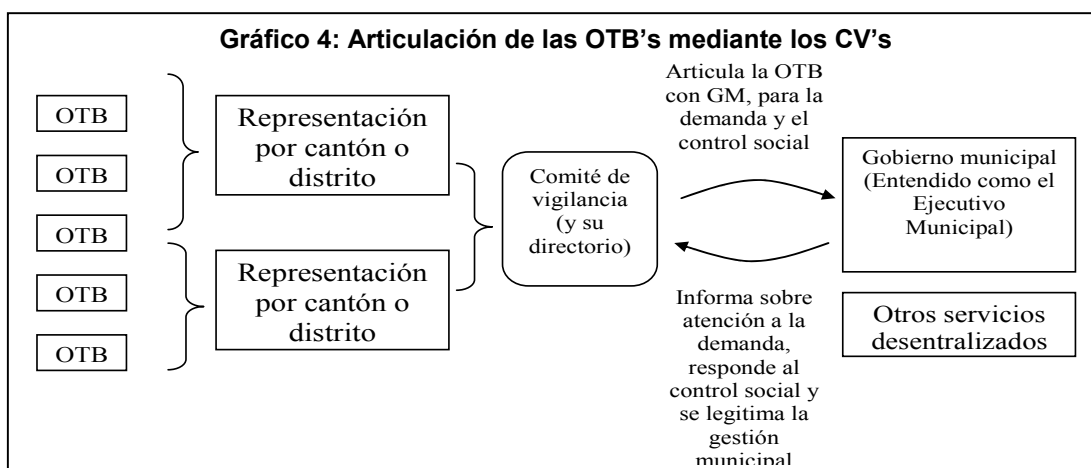 Gráfico 4: Articulación de las OTB's mediante los CV's
OTB
OTB
OTB
OTB
OTB
Representación
por cantón o
distrito
Representación
por cantón o
distrito
Comité de
vigilancia
(y su
directorio)
Articula la OTB
con GM, para la
demanda y el
control social
Informa sobre
atención a la
demanda,
responde al
control social y
se legitima la
gestión
municipal
Gobierno municipal
(Entendido como el
Ejecutivo
Municipal)
Otros servicios
desentralizados